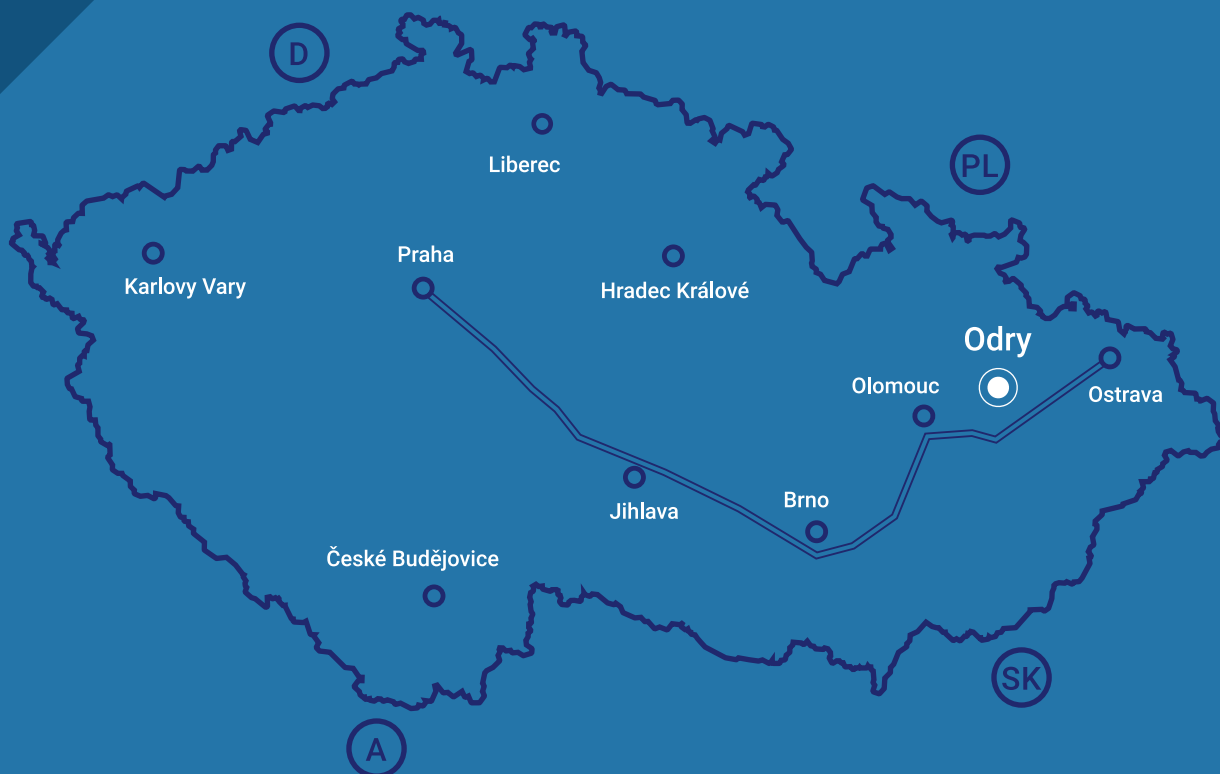 D
Liberec
PL
Praha
Karlovy Vary
Hradec Králové
Odry
Olomouc
Ostrava
Brno
Jihlava
České Budějovice
SK
A